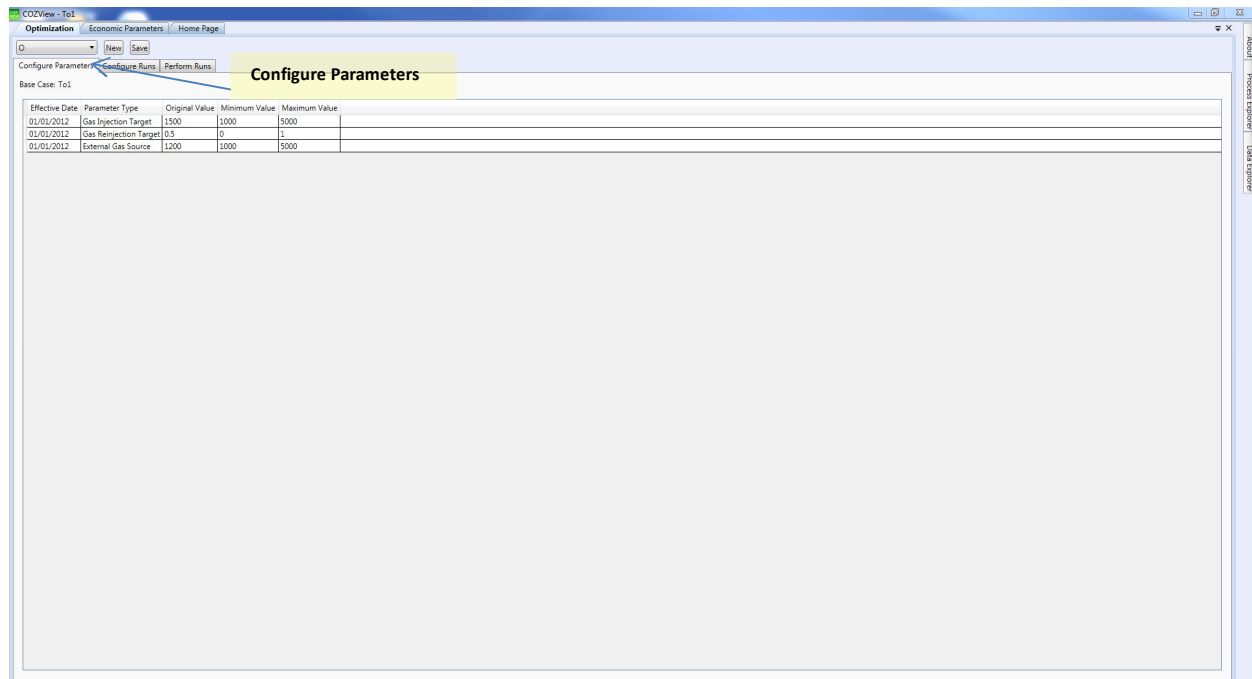 COZView - To1
Optimization Economic Parameters Home Page
O New Save
Configure Parameters Configure Runs Perform Runs
Configure Parameters
Base Case: To1
Effective Date Parameter Type Original Value Minimum Value Maximum Value
01/01/2012 Gas Injection Target 1500 1000 5000
01/01/2012 Gas Reinjection Target 0.5 0 1
01/01/2012 External Gas Source 1200 1000 5000
About
Process Explorer
Data Explorer